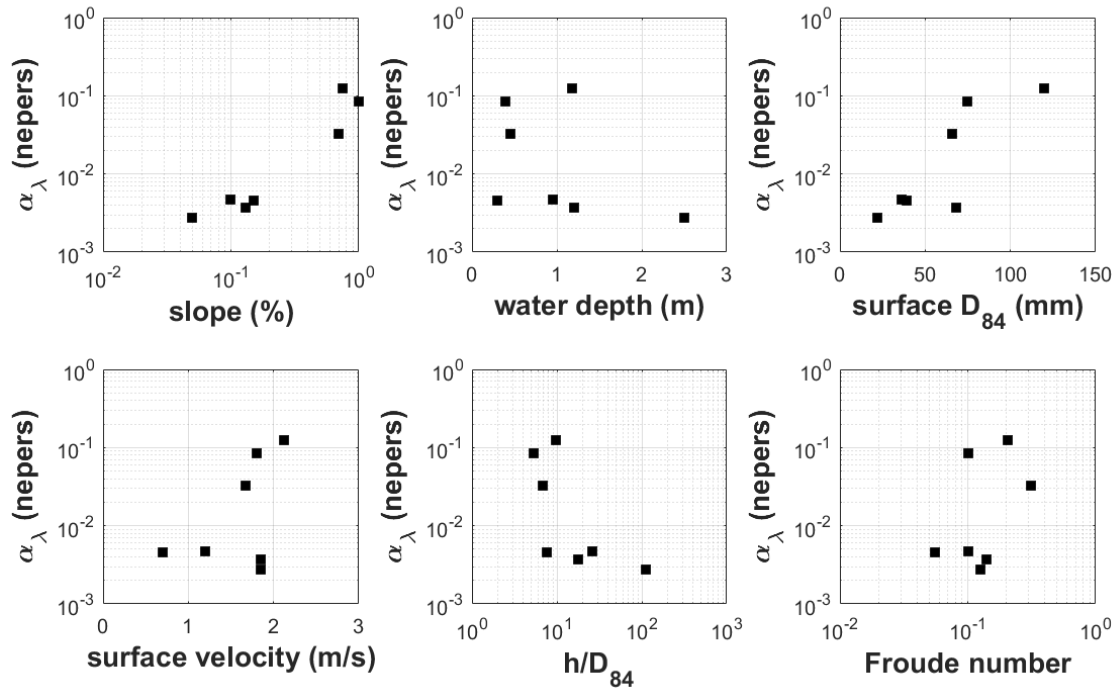 10^0
10^-1
10^-2
10^-3
α_λ (nepers)
10^-2 10^-1 10^0
slope (%)
10^0
10^-1
10^-2
10^-3
α_λ (nepers)
0 1 2 3
water depth (m)
10^0
10^-1
10^-2
10^-3
α_λ (nepers)
0 50 100 150
surface D_84 (mm)
10^0
10^-1
10^-2
10^-3
α_λ (nepers)
0 1 2 3
surface velocity (m/s)
10^0
10^-1
10^-2
10^-3
α_λ (nepers)
10^0 10^1 10^2 10^3
h/D_84
10^0
10^-1
10^-2
10^-3
α_λ (nepers)
10^-2 10^-1 10^0
Froude number